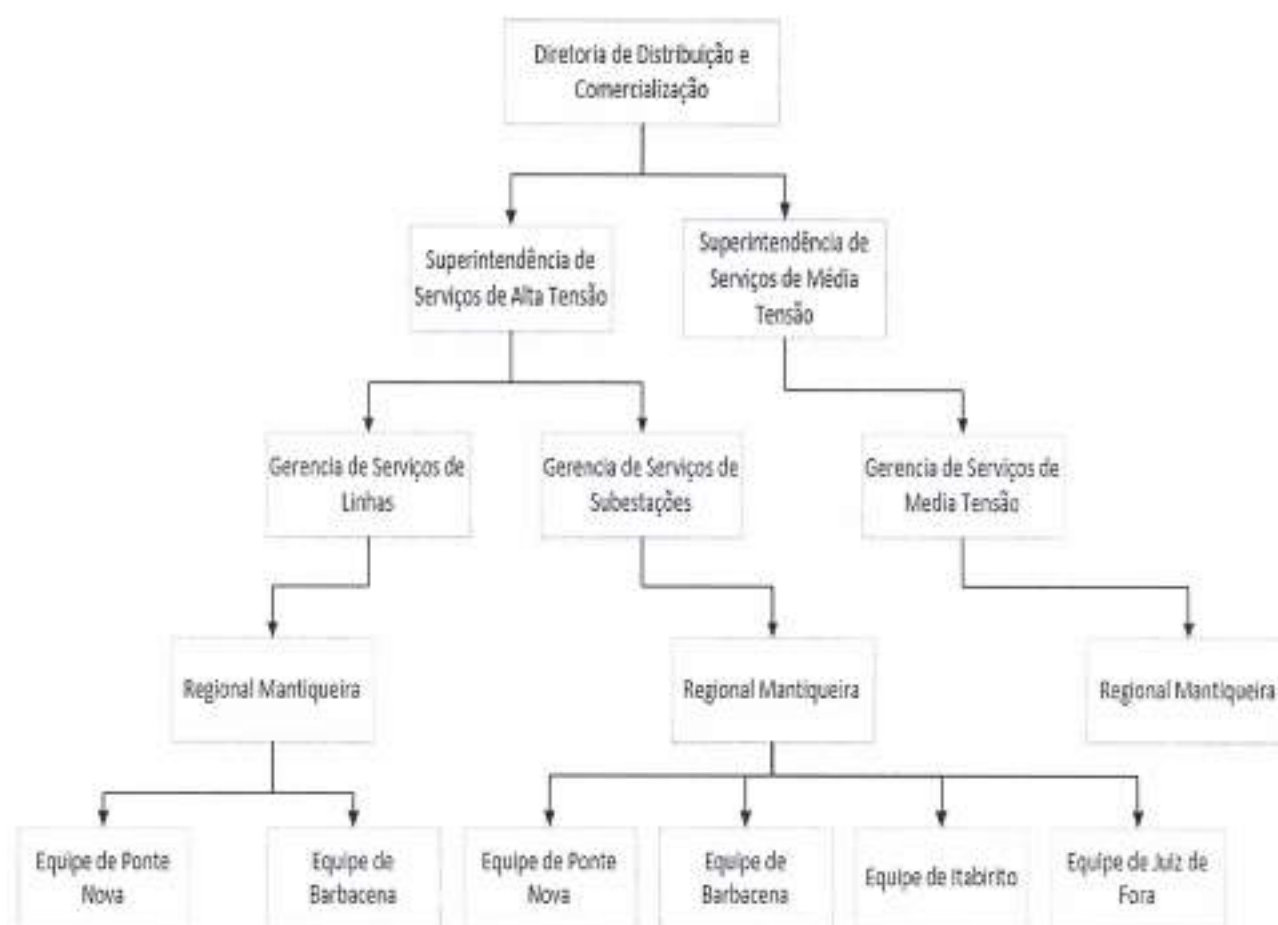 Diretoria de Distribuição e
Comercialização
Superintendência de
Serviços de Alta Tensão
Superintendência de
Serviços de Média
Tensão
Gerencia de Serviços de
Linhas
Gerencia de Serviços de
Subestações
Gerencia de Serviços de
Media Tensão
Regional Mantiqueira
Regional Mantiqueira
Regional Mantiqueira
Equipe de Ponte
Nova
Equipe de
Barbacena
Equipe de Ponte
Nova
Equipe de
Barbacena
Equipe de Itabirito
Equipe de Juiz de
Fora